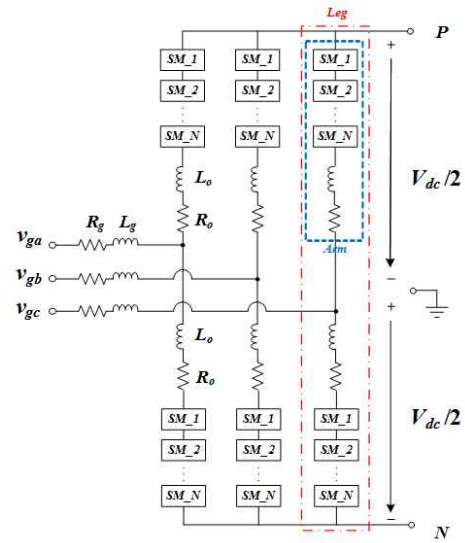 Leg
P
SM_1 SM_1 SM_1 +
SM_2 SM_2 SM_2
SM_N SM_N SM_N
V_dc/2
L_o
R_g L_g R_o
v_ga
Arm
v_gb −
v_gc +
L_o
R_o
V_dc/2
SM_1 SM_1 SM_1
SM_2 SM_2 SM_2
SM_N SM_N SM_N
−
N